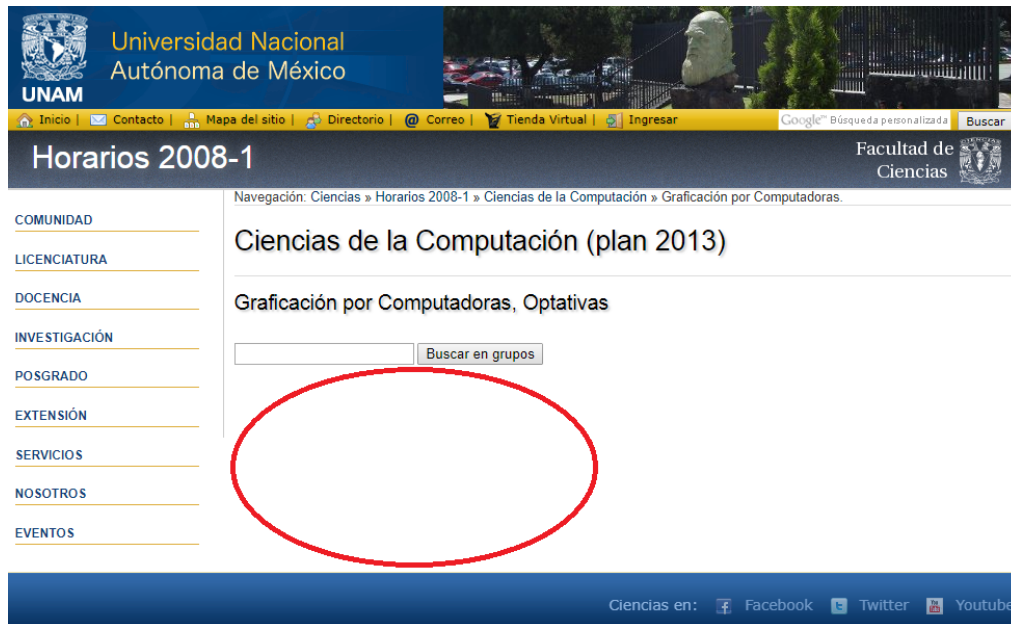 Universidad Nacional
Autónoma de México
UNAM
Inicio | Contacto | Mapa del sitio | Directorio | @ Correo | Tienda Virtual | Ingresar
Google™ Búsqueda personalizada Buscar
Horarios 2008-1
Facultad de
Ciencias
Navegación: Ciencias » Horarios 2008-1 » Ciencias de la Computación » Graficación por Computadoras.
COMUNIDAD
LICENCIATURA
DOCENCIA
INVESTIGACIÓN
POSGRADO
EXTENSIÓN
SERVICIOS
NOSOTROS
EVENTOS
Ciencias de la Computación (plan 2013)
Graficación por Computadoras, Optativas
Buscar en grupos
Ciencias en: Facebook Twitter Youtube